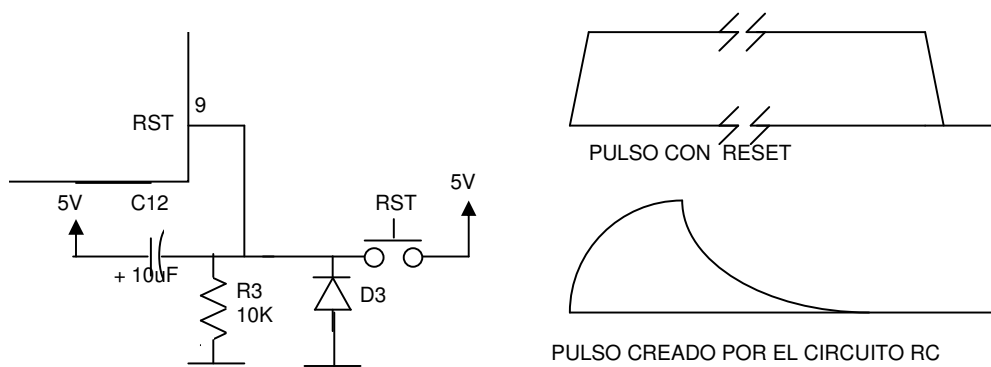 9
RST
5V
C12
+ 10uF
R3
10K
D3
RST
5V
PULSO CON RESET
PULSO CREADO POR EL CIRCUITO RC